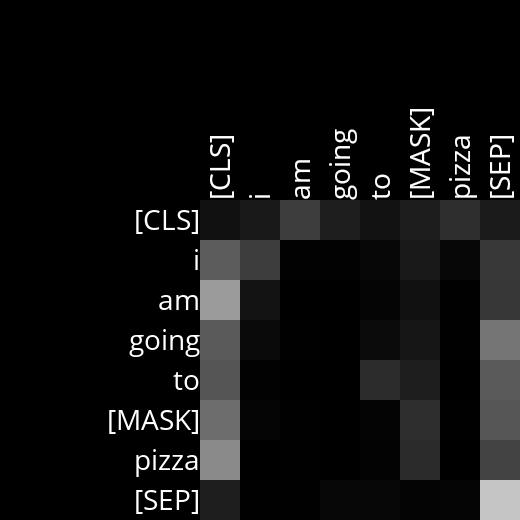 [CLS] i am going to [MASK] pizza [SEP]
[CLS]
i
am
going
to
[MASK]
pizza
[SEP]